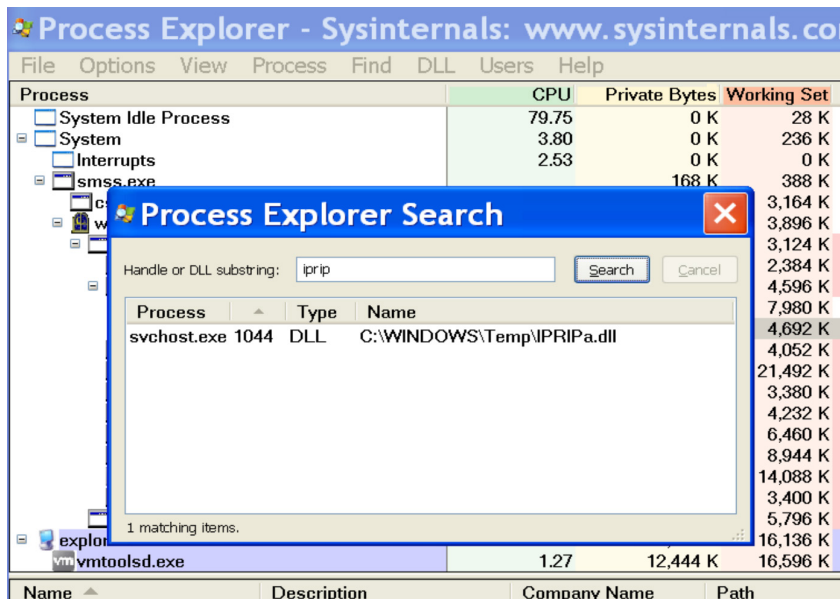 Process Explorer - Sysinternals: www.sysinternals.co
File Options View Process Find DLL Users Help
Process CPU Private Bytes Working Set
System Idle Process 79.75 0 K 28 K
System 3.80 0 K 236 K
Interrupts 2.53 0 K 0 K
smss.exe 168 K 388 K
3,164 K
3,896 K
3,124 K
2,384 K
4,596 K
7,980 K
4,692 K
4,052 K
21,492 K
3,380 K
4,232 K
6,460 K
8,944 K
14,088 K
3,400 K
5,796 K
explor 16,136 K
vm vmtoolsd.exe 1.27 12,444 K 16,596 K
Name Description Company Name Path
Process Explorer Search
Handle or DLL substring: iprip Search Cancel
Process Type Name
svchost.exe 1044 DLL C:\WINDOWS\Temp\IPRIPa.dll
1 matching items.